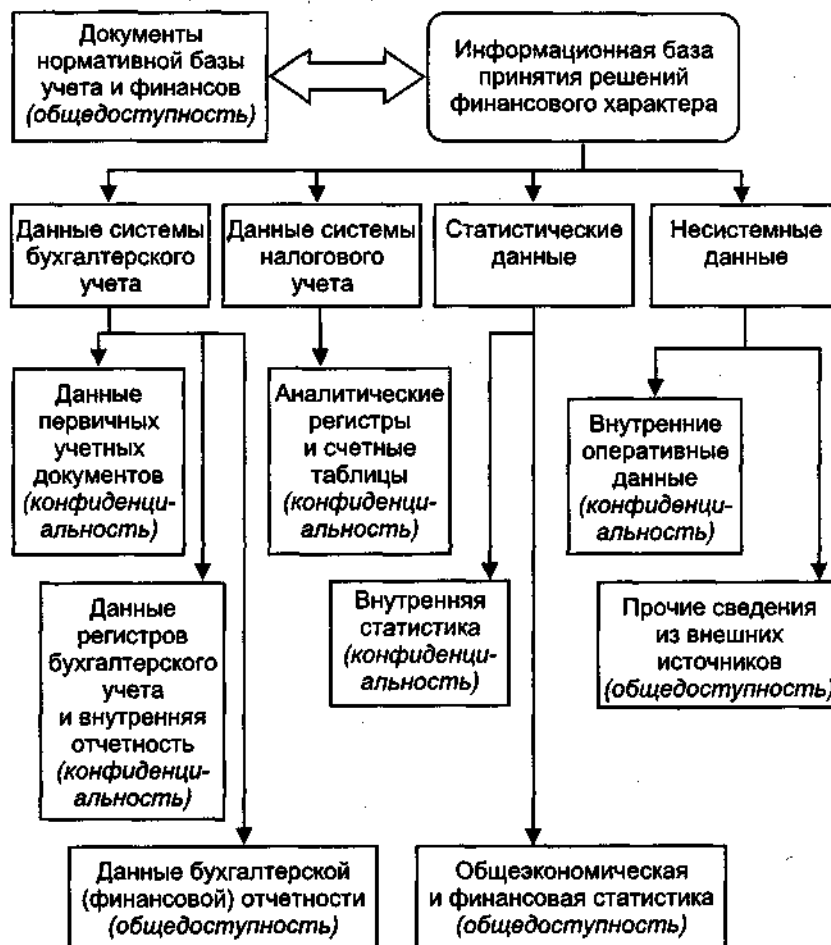 Документы
нормативной базы
учета и финансов
(общедоступность)
Информационная база
принятия решений
финансового характера
Данные системы
бухгалтерского
учета
Данные системы
налогового
учета
Статистические
данные
Несистемные
данные
Данные
первичных
учетных
документов
(конфиденци-
альность)
Аналитические
регистры
и счетные
таблицы
(конфиденци-
альность)
Внутренние
оперативные
данные
(конфиденци-
альность)
Данные
регистров
бухгалтерского
учета
и внутренняя
отчетность
(конфиденци-
альность)
Внутренняя
статистика
(конфиденци-
альность)
Прочие сведения
из внешних
источников
(общедоступность)
Данные бухгалтерской
(финансовой) отчетности
(общедоступность)
Общеэкономическая
и финансовая статистика
(общедоступность)